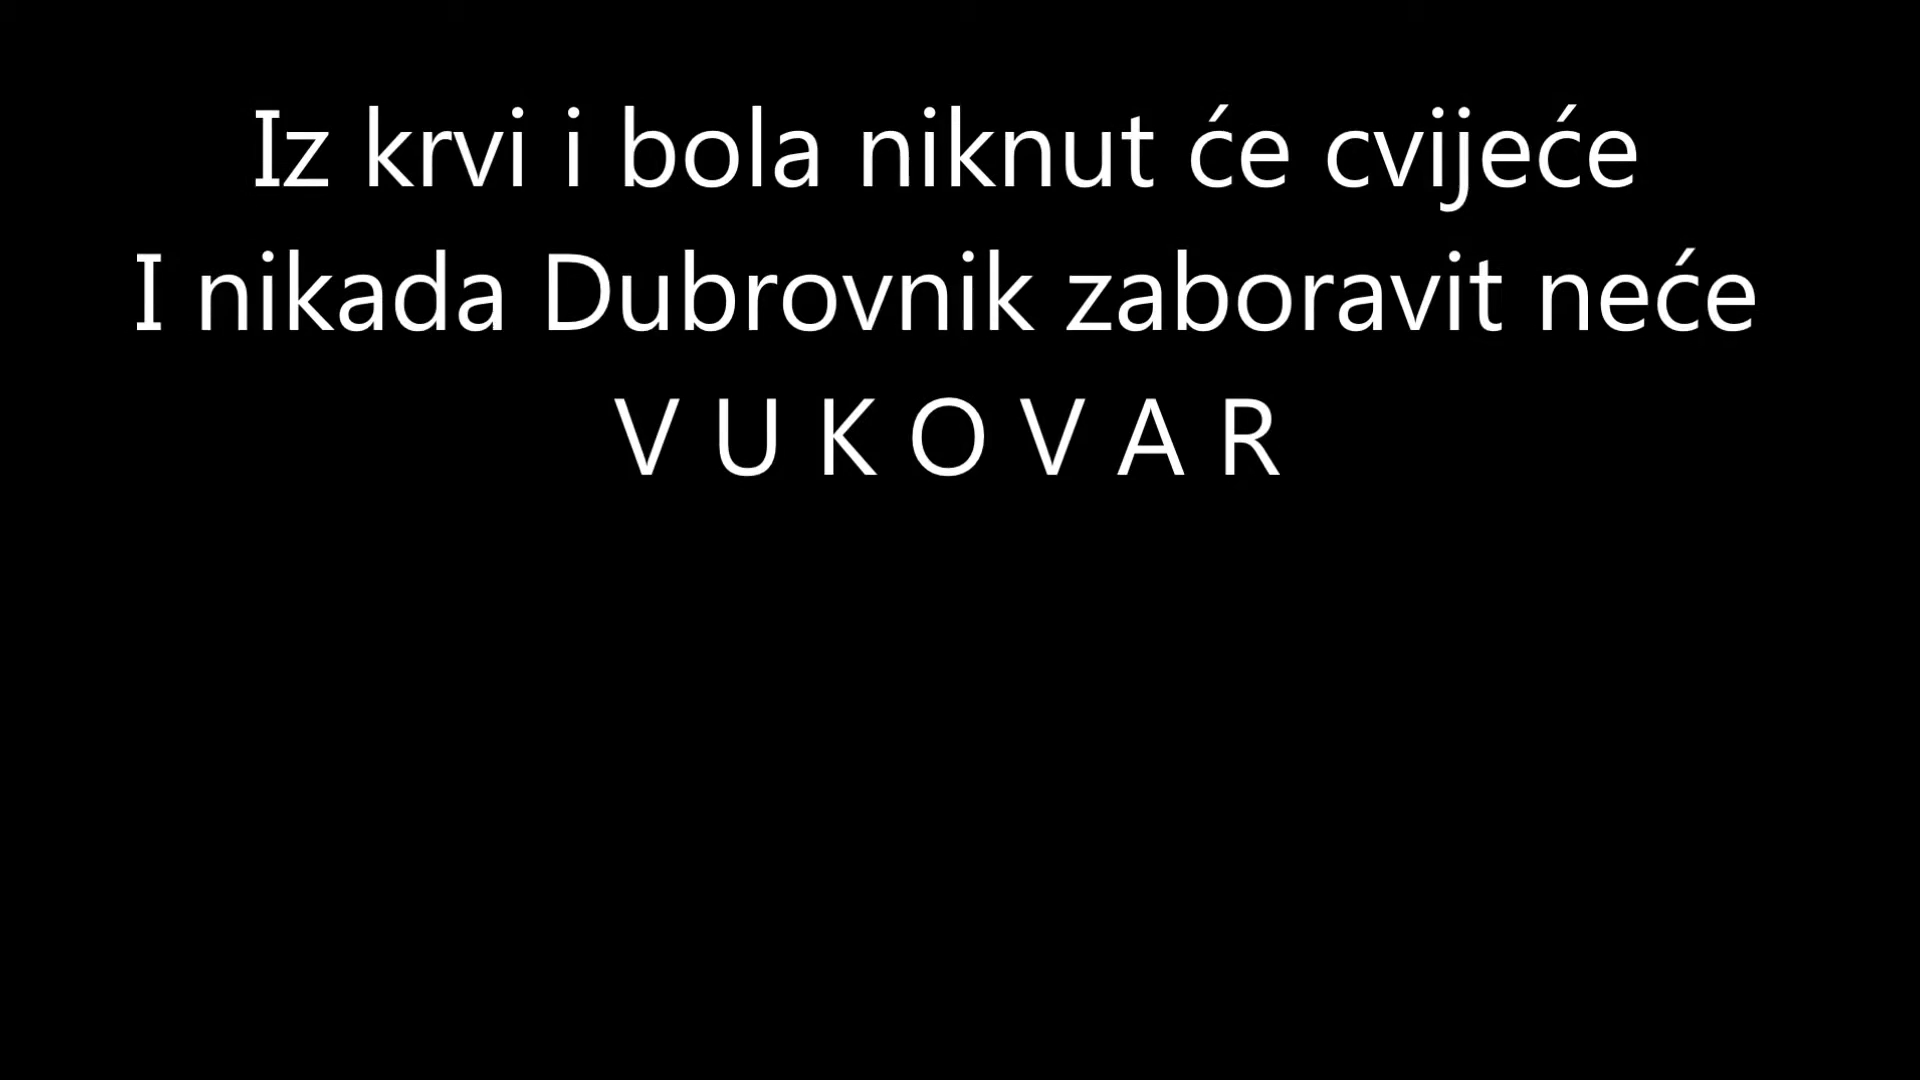 Iz krvi i bola niknut će cvijeće
I nikada Dubrovnik zaboravit neće
V U K O V A R